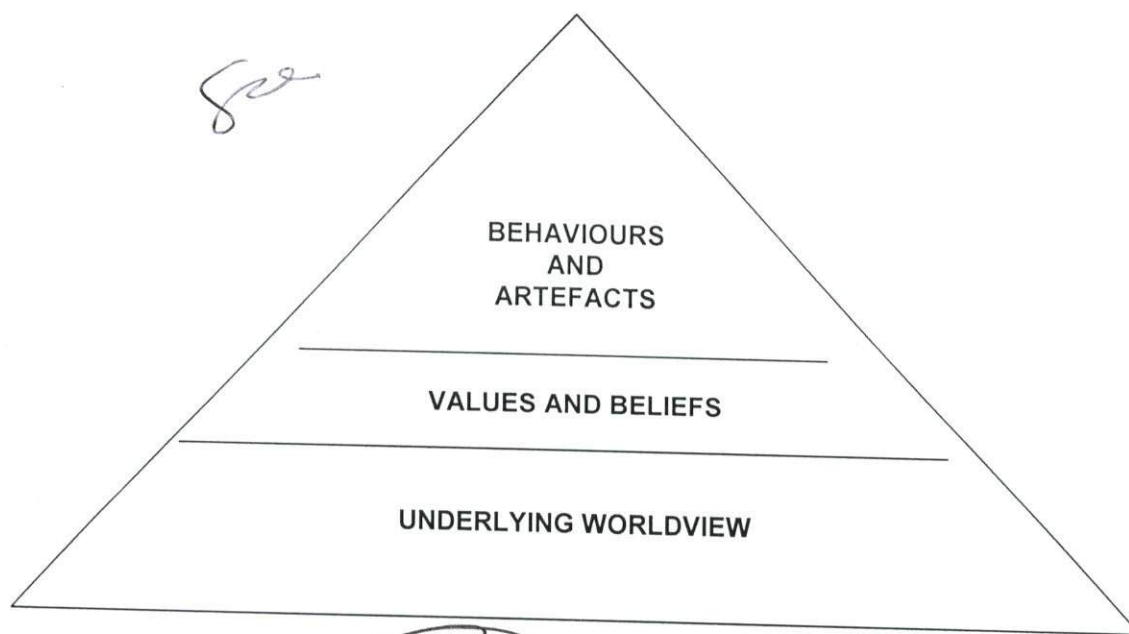 BEHAVIOURS
AND
ARTEFACTS
VALUES AND BELIEFS
UNDERLYING WORLDVIEW